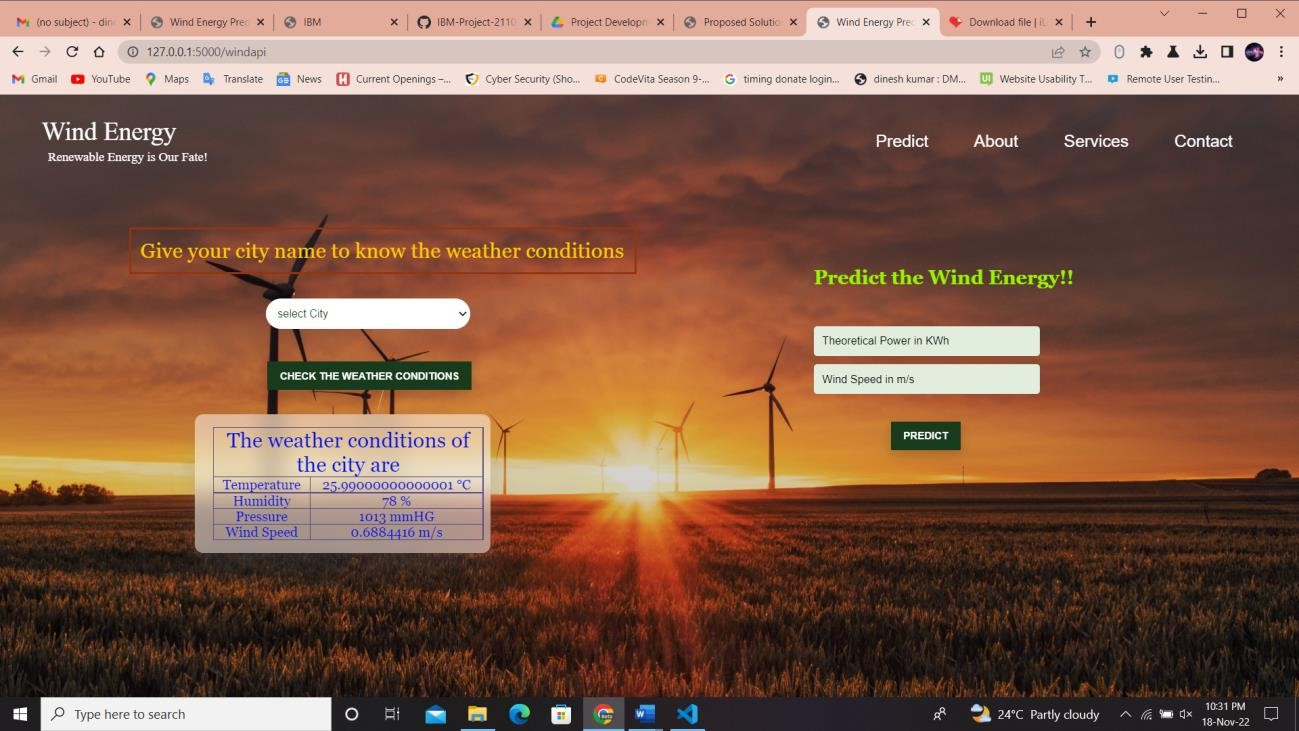 (no subject) - din
Wind Energy Pred
IBM
IBM-Project-2110
Project Developm
Proposed Solutio
Wind Energy Pred
Download file | iL
127.0.0.1:5000/windapi
Gmail
YouTube
Maps
Translate
News
Current Openings –...
Cyber Security (Sho...
CodeVita Season 9-...
timing donate login...
dinesh kumar : DM...
Website Usability T...
Remote User Testin...
»
Wind Energy
Renewable Energy is Our Fate!
Predict
About
Services
Contact
Give your city name to know the weather conditions
select City
CHECK THE WEATHER CONDITIONS
The weather conditions of
the city are
Temperature 25.99000000000001 °C
Humidity 78 %
Pressure 1013 mmHG
Wind Speed 0.6884416 m/s
Predict the Wind Energy!!
Theoretical Power in KWh
Wind Speed in m/s
PREDICT
Type here to search
24°C Partly cloudy
10:31 PM
18-Nov-22